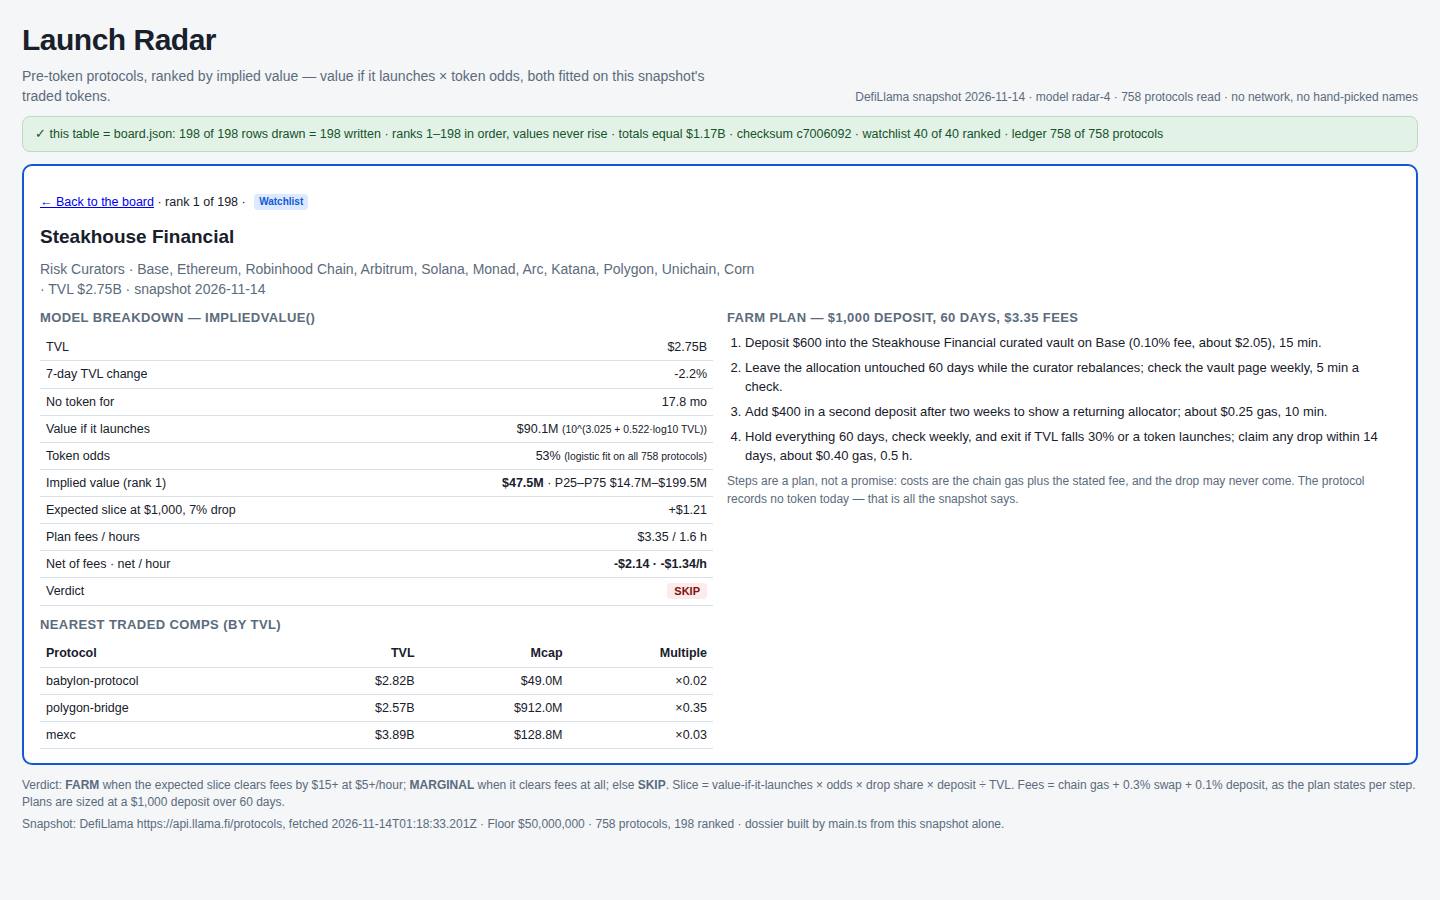 Launch Radar
Pre-token protocols, ranked by implied value — value if it launches × token odds, both fitted on this snapshot's
traded tokens.
DefiLlama snapshot 2026-11-14 · model radar-4 · 758 protocols read · no network, no hand-picked names
✓ this table = board.json: 198 of 198 rows drawn = 198 written · ranks 1–198 in order, values never rise · totals equal $1.17B · checksum c7006092 · watchlist 40 of 40 ranked · ledger 758 of 758 protocols
← Back to the board · rank 1 of 198 · Watchlist
Steakhouse Financial
Risk Curators · Base, Ethereum, Robinhood Chain, Arbitrum, Solana, Monad, Arc, Katana, Polygon, Unichain, Corn
· TVL $2.75B · snapshot 2026-11-14
MODEL BREAKDOWN — IMPLIEDVALUE()
TVL $2.75B
7-day TVL change -2.2%
No token for 17.8 mo
Value if it launches $90.1M (10^(3.025 + 0.522·log10 TVL))
Token odds 53% (logistic fit on all 758 protocols)
Implied value (rank 1) $47.5M · P25–P75 $14.7M–$199.5M
Expected slice at $1,000, 7% drop +$1.21
Plan fees / hours $3.35 / 1.6 h
Net of fees · net / hour -$2.14 · -$1.34/h
Verdict SKIP
NEAREST TRADED COMPS (BY TVL)
Protocol TVL Mcap Multiple
babylon-protocol $2.82B $49.0M ×0.02
polygon-bridge $2.57B $912.0M ×0.35
mexc $3.89B $128.8M ×0.03
FARM PLAN — $1,000 DEPOSIT, 60 DAYS, $3.35 FEES
1. Deposit $600 into the Steakhouse Financial curated vault on Base (0.10% fee, about $2.05), 15 min.
2. Leave the allocation untouched 60 days while the curator rebalances; check the vault page weekly, 5 min a
check.
3. Add $400 in a second deposit after two weeks to show a returning allocator; about $0.25 gas, 10 min.
4. Hold everything 60 days, check weekly, and exit if TVL falls 30% or a token launches; claim any drop within 14
days, about $0.40 gas, 0.5 h.
Steps are a plan, not a promise: costs are the chain gas plus the stated fee, and the drop may never come. The protocol
records no token today — that is all the snapshot says.
Verdict: FARM when the expected slice clears fees by $15+ at $5+/hour; MARGINAL when it clears fees at all; else SKIP. Slice = value-if-it-launches × odds × drop share × deposit ÷ TVL. Fees = chain gas + 0.3% swap + 0.1% deposit, as the plan states per step.
Plans are sized at a $1,000 deposit over 60 days.
Snapshot: DefiLlama https://api.llama.fi/protocols, fetched 2026-11-14T01:18:33.201Z · Floor $50,000,000 · 758 protocols, 198 ranked · dossier built by main.ts from this snapshot alone.